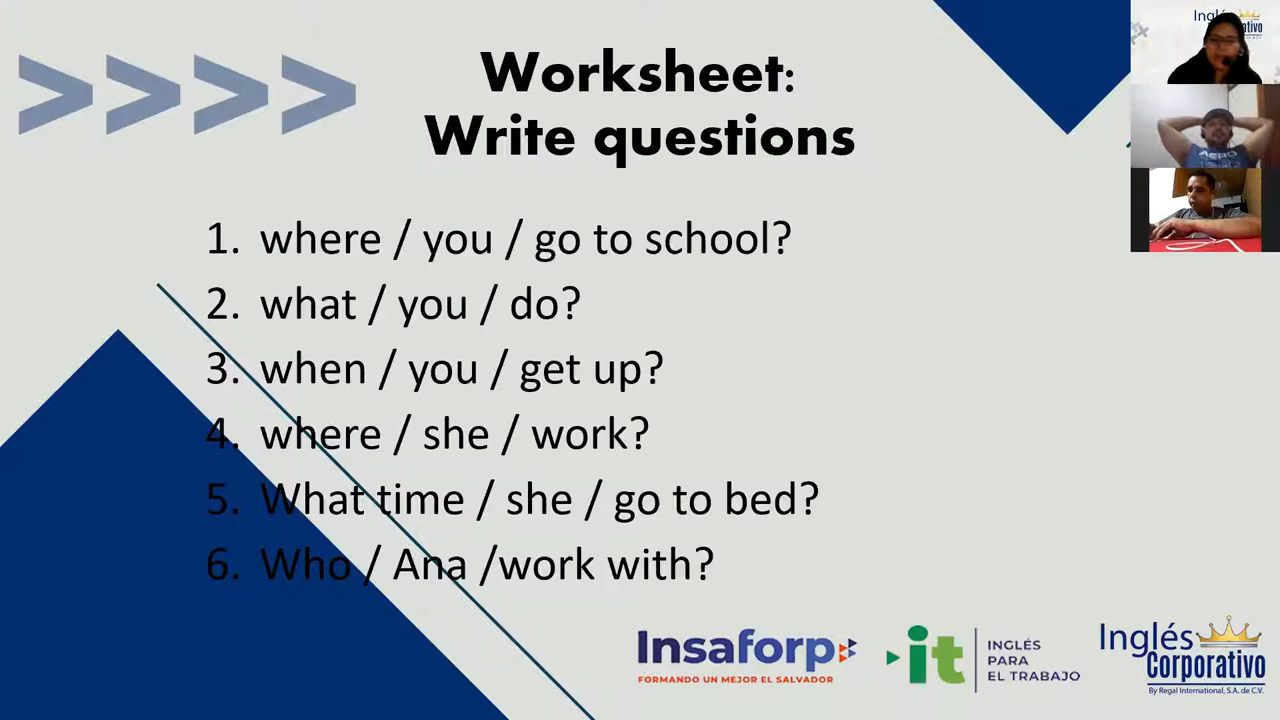 Worksheet:
Write questions
1. where / you / go to school?
2. what / you / do?
3. when / you / get up?
4. where / she / work?
5. What time / she / go to bed?
6. Who / Ana /work with?
Insaforp
FORMANDO UN MEJOR EL SALVADOR
it
INGLÉS
PARA
EL TRABAJO
Inglés
Corporativo
By Regal International, S.A. de C.V.
AERO